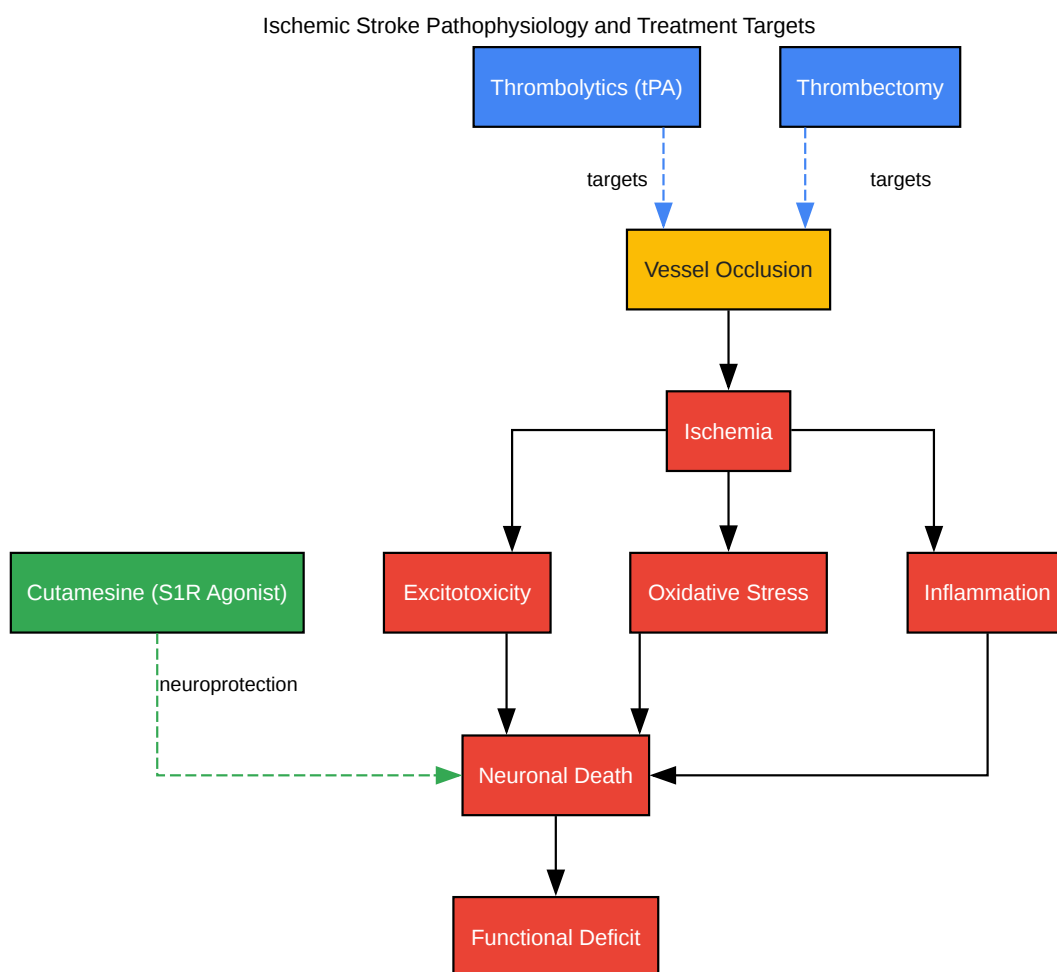 Ischemic Stroke Pathophysiology and Treatment Targets
Thrombolytics (tPA)
Thrombectomy
targets
targets
Vessel Occlusion
Ischemia
Cutamesine (S1R Agonist)
Excitotoxicity
Oxidative Stress
Inflammation
neuroprotection
Neuronal Death
Functional Deficit